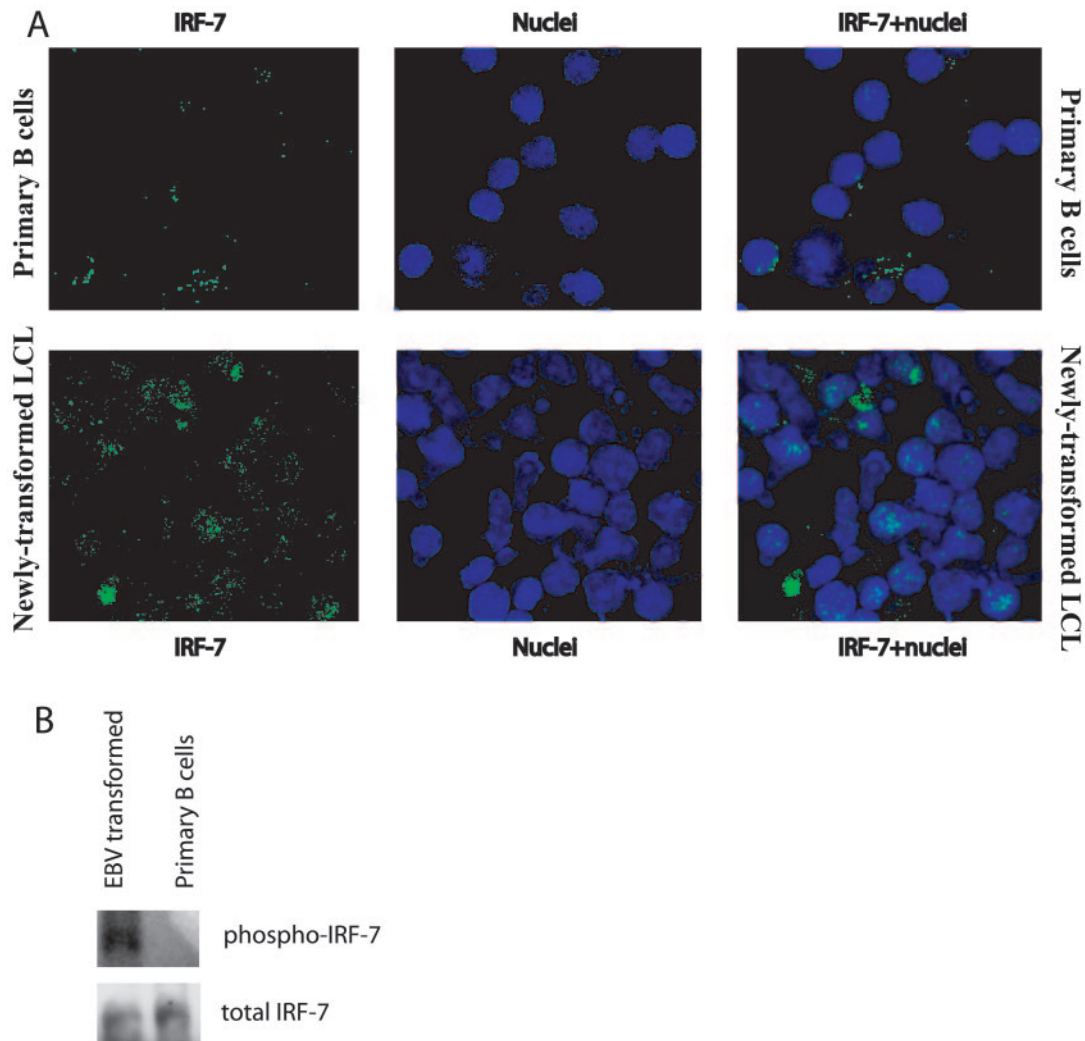 A
IRF-7
Nuclei
IRF-7+nuclei
Primary B cells
Primary B cells
Newly-transformed LCL
Newly-transformed LCL
IRF-7
Nuclei
IRF-7+nuclei
B
EBV transformed
Primary B cells
phospho-IRF-7
total IRF-7